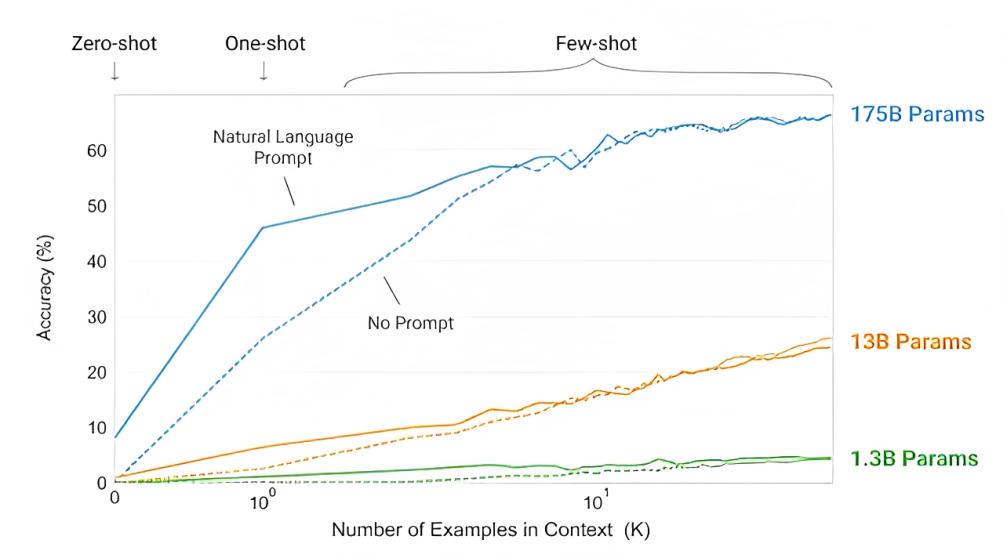 Zero-shot
One-shot
Few-shot
175B Params
Natural Language
Prompt
60
50
40
30
20
10
0
Accuracy (%)
No Prompt
13B Params
1.3B Params
0
10⁰
10¹
Number of Examples in Context (K)